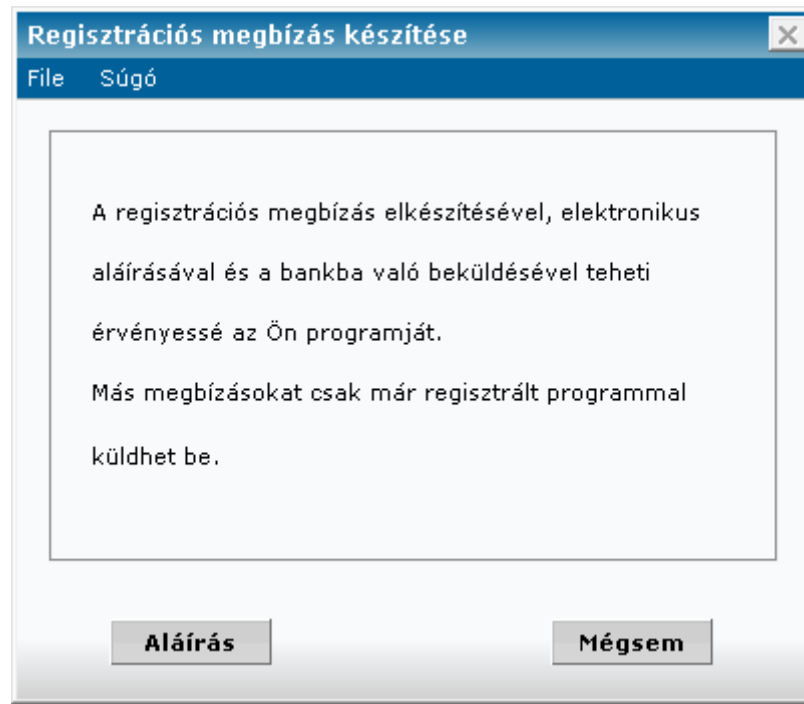 Regisztrációs megbízás készítése
File Súgó
A regisztrációs megbízás elkészítésével, elektronikus
aláírásával és a bankba való beküldésével teheti
érvényessé az Ön programját.
Más megbízásokat csak már regisztrált programmal
küldhet be.
Aláírás Mégsem